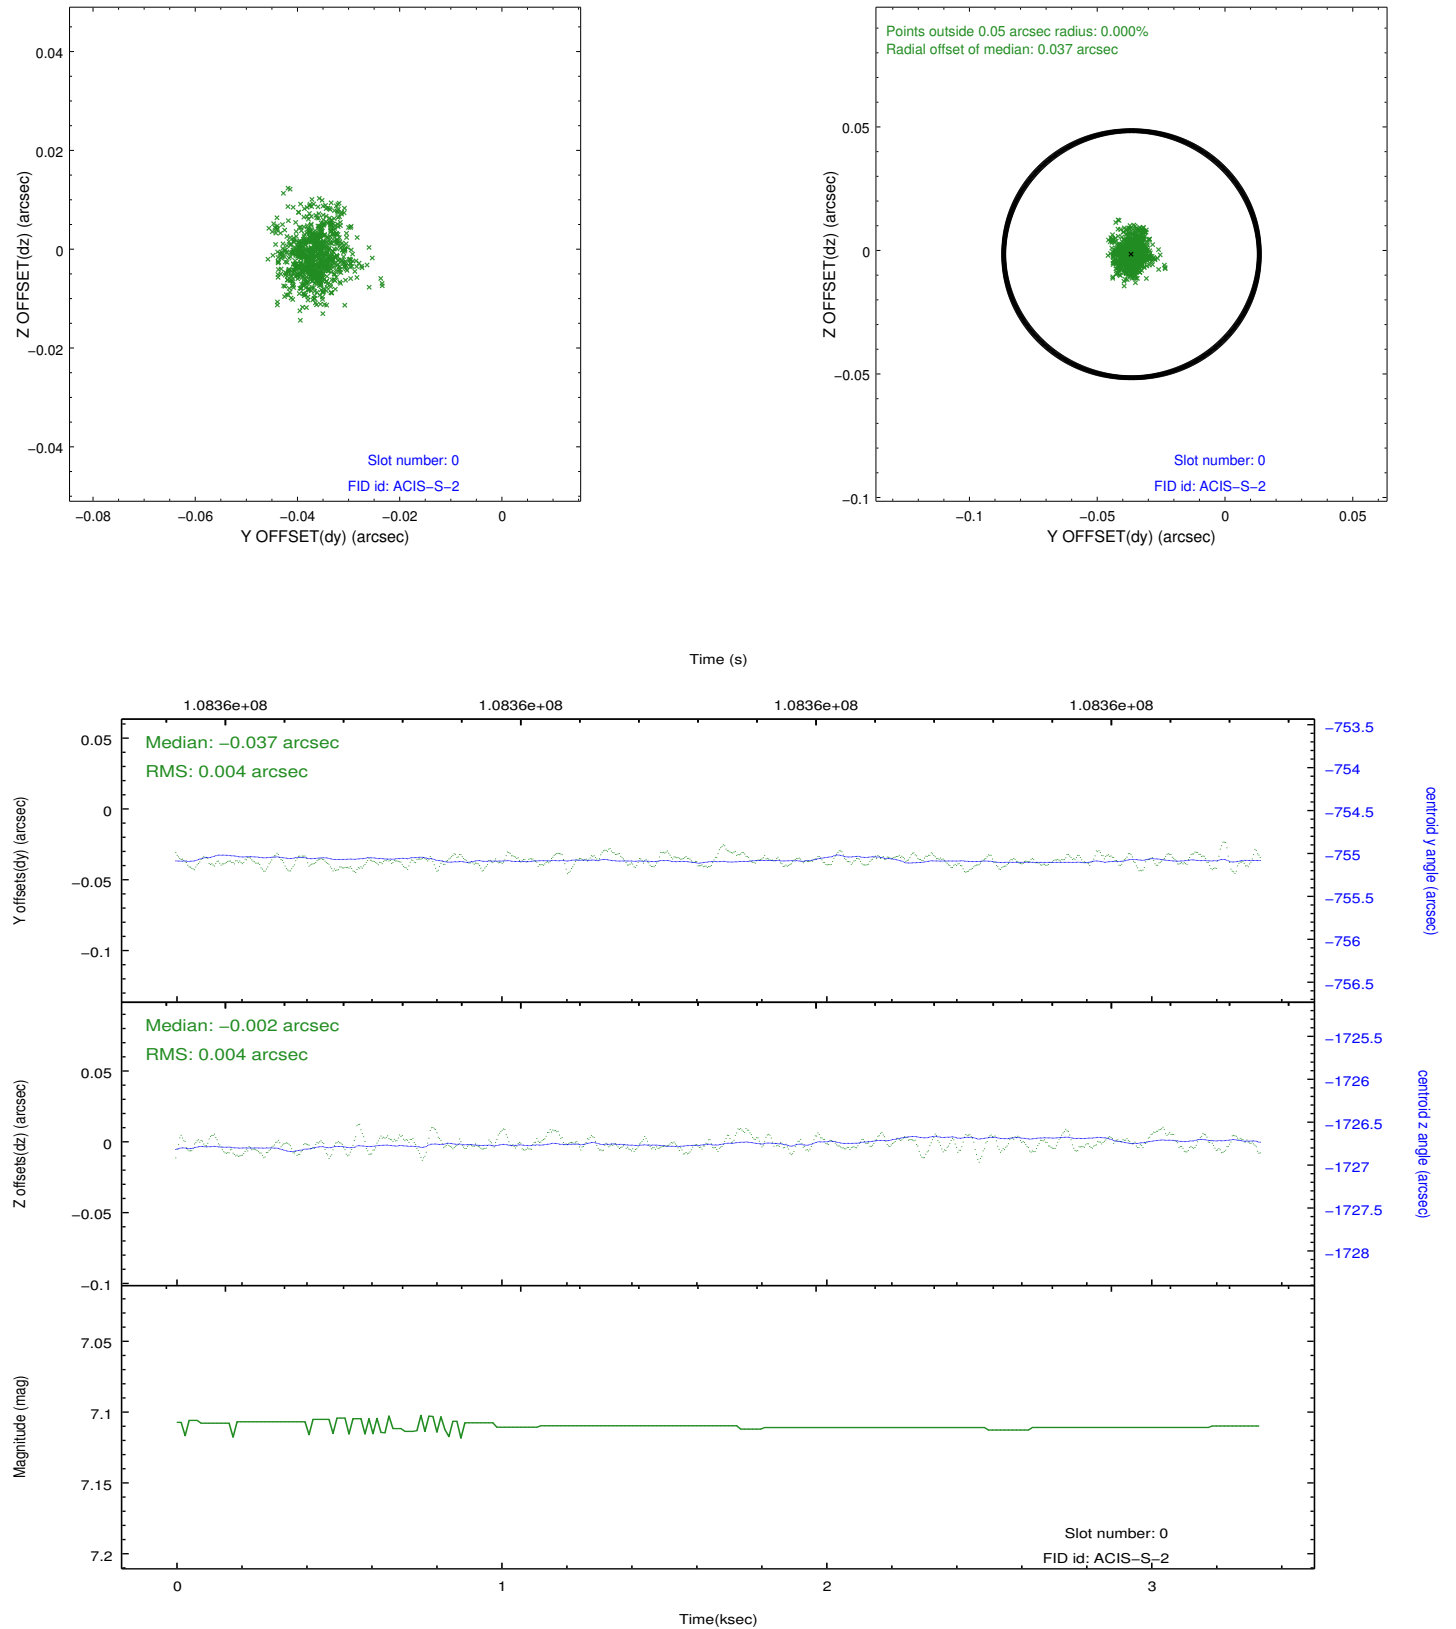 0.04
0.02
0
−0.02
−0.04
Z OFFSET(dz) (arcsec)
Slot number: 0
FID id: ACIS−S−2
−0.08
−0.06
−0.04
−0.02
0
Y OFFSET(dy) (arcsec)
Points outside 0.05 arcsec radius: 0.000%
Radial offset of median: 0.037 arcsec
0.05
0
−0.05
−0.1
Z OFFSET(dz) (arcsec)
Slot number: 0
FID id: ACIS−S−2
−0.1
−0.05
0
0.05
Y OFFSET(dy) (arcsec)
Time (s)
1.0836e+08
1.0836e+08
1.0836e+08
1.0836e+08
Median: −0.037 arcsec
RMS: 0.004 arcsec
0.05
0
−0.05
−0.1
Y offsets(dy) (arcsec)
−753.5
−754
−754.5
−755
−755.5
−756
−756.5
centroid y angle (arcsec)
Median: −0.002 arcsec
RMS: 0.004 arcsec
0.05
0
−0.05
−0.1
Z offsets(dz) (arcsec)
−1725.5
−1726
−1726.5
−1727
−1727.5
−1728
centroid z angle (arcsec)
7.05
7.1
7.15
7.2
Magnitude (mag)
Slot number: 0
FID id: ACIS−S−2
0
1
2
3
Time(ksec)